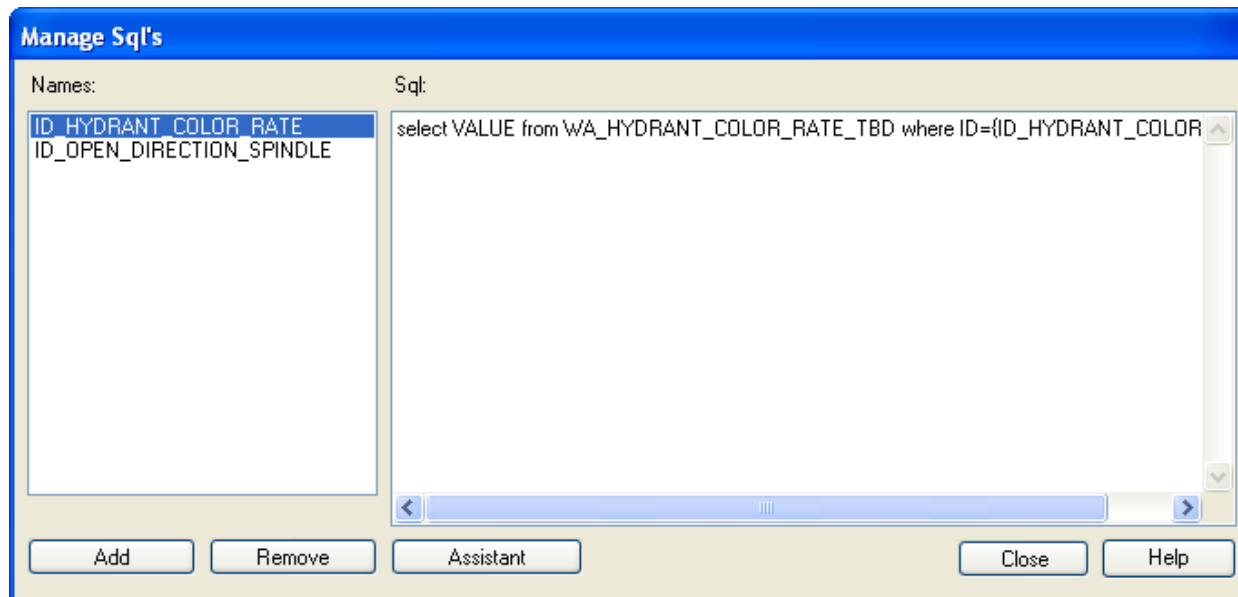 Manage Sql's
Names:
Sql:
ID_HYDRANT_COLOR_RATE
ID_OPEN_DIRECTION_SPINDLE
select VALUE from WA_HYDRANT_COLOR_RATE_TBD where ID={ID_HYDRANT_COLOR
Add
Remove
Assistant
Close
Help